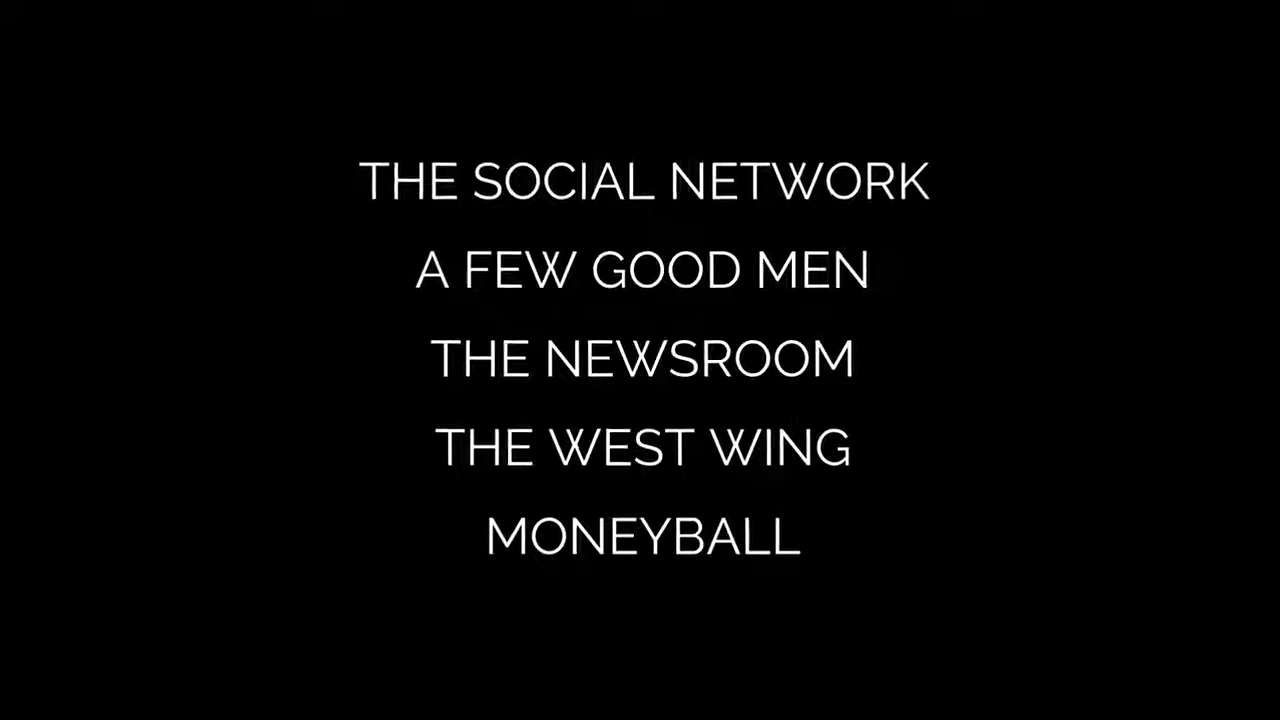 THE SOCIAL NETWORK
A FEW GOOD MEN
THE NEWSROOM
THE WEST WING
MONEYBALL